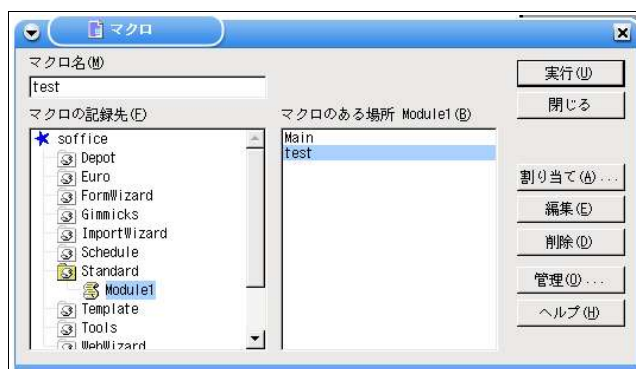 マクロ
マクロ名(M)
test
マクロの記録先(F)
soffice
Depot
Euro
FormWizard
Gimmicks
ImportWizard
Schedule
Standard
Module1
Template
Tools
WebWizard
マクロのある場所 Module1(B)
Main
test
実行(U)
閉じる
割り当て(A)...
編集(E)
削除(D)
管理(O)...
ヘルプ(H)